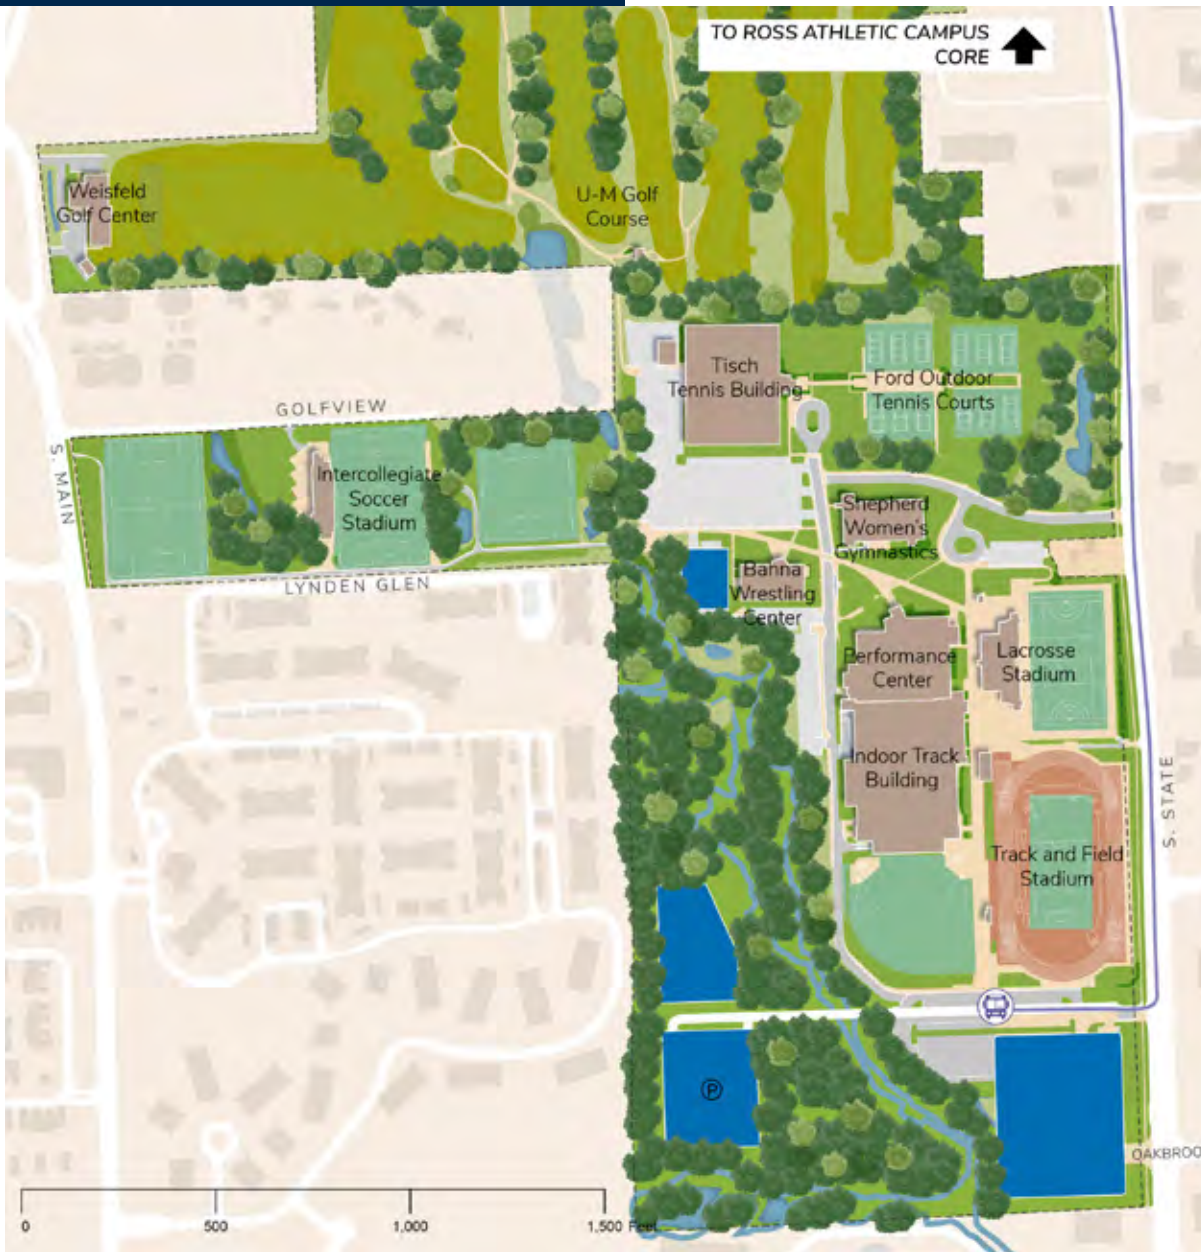 TO ROSS ATHLETIC CAMPUS
CORE
Weisfeld
Golf Center
U-M Golf
Course
Tisch
Tennis Building
Ford Outdoor
Tennis Courts
GOLFVIEW
S. MAIN
Intercollegiate
Soccer
Stadium
Shepherd
Women's
Gymnastics
LYNDEN GLEN
Bahna
Wrestling
Center
Performance
Center
Lacrosse
Stadium
Indoor Track
Building
S. STATE
Track and Field
Stadium
P
OAKBROO
0 500 1,000 1,500 Feet